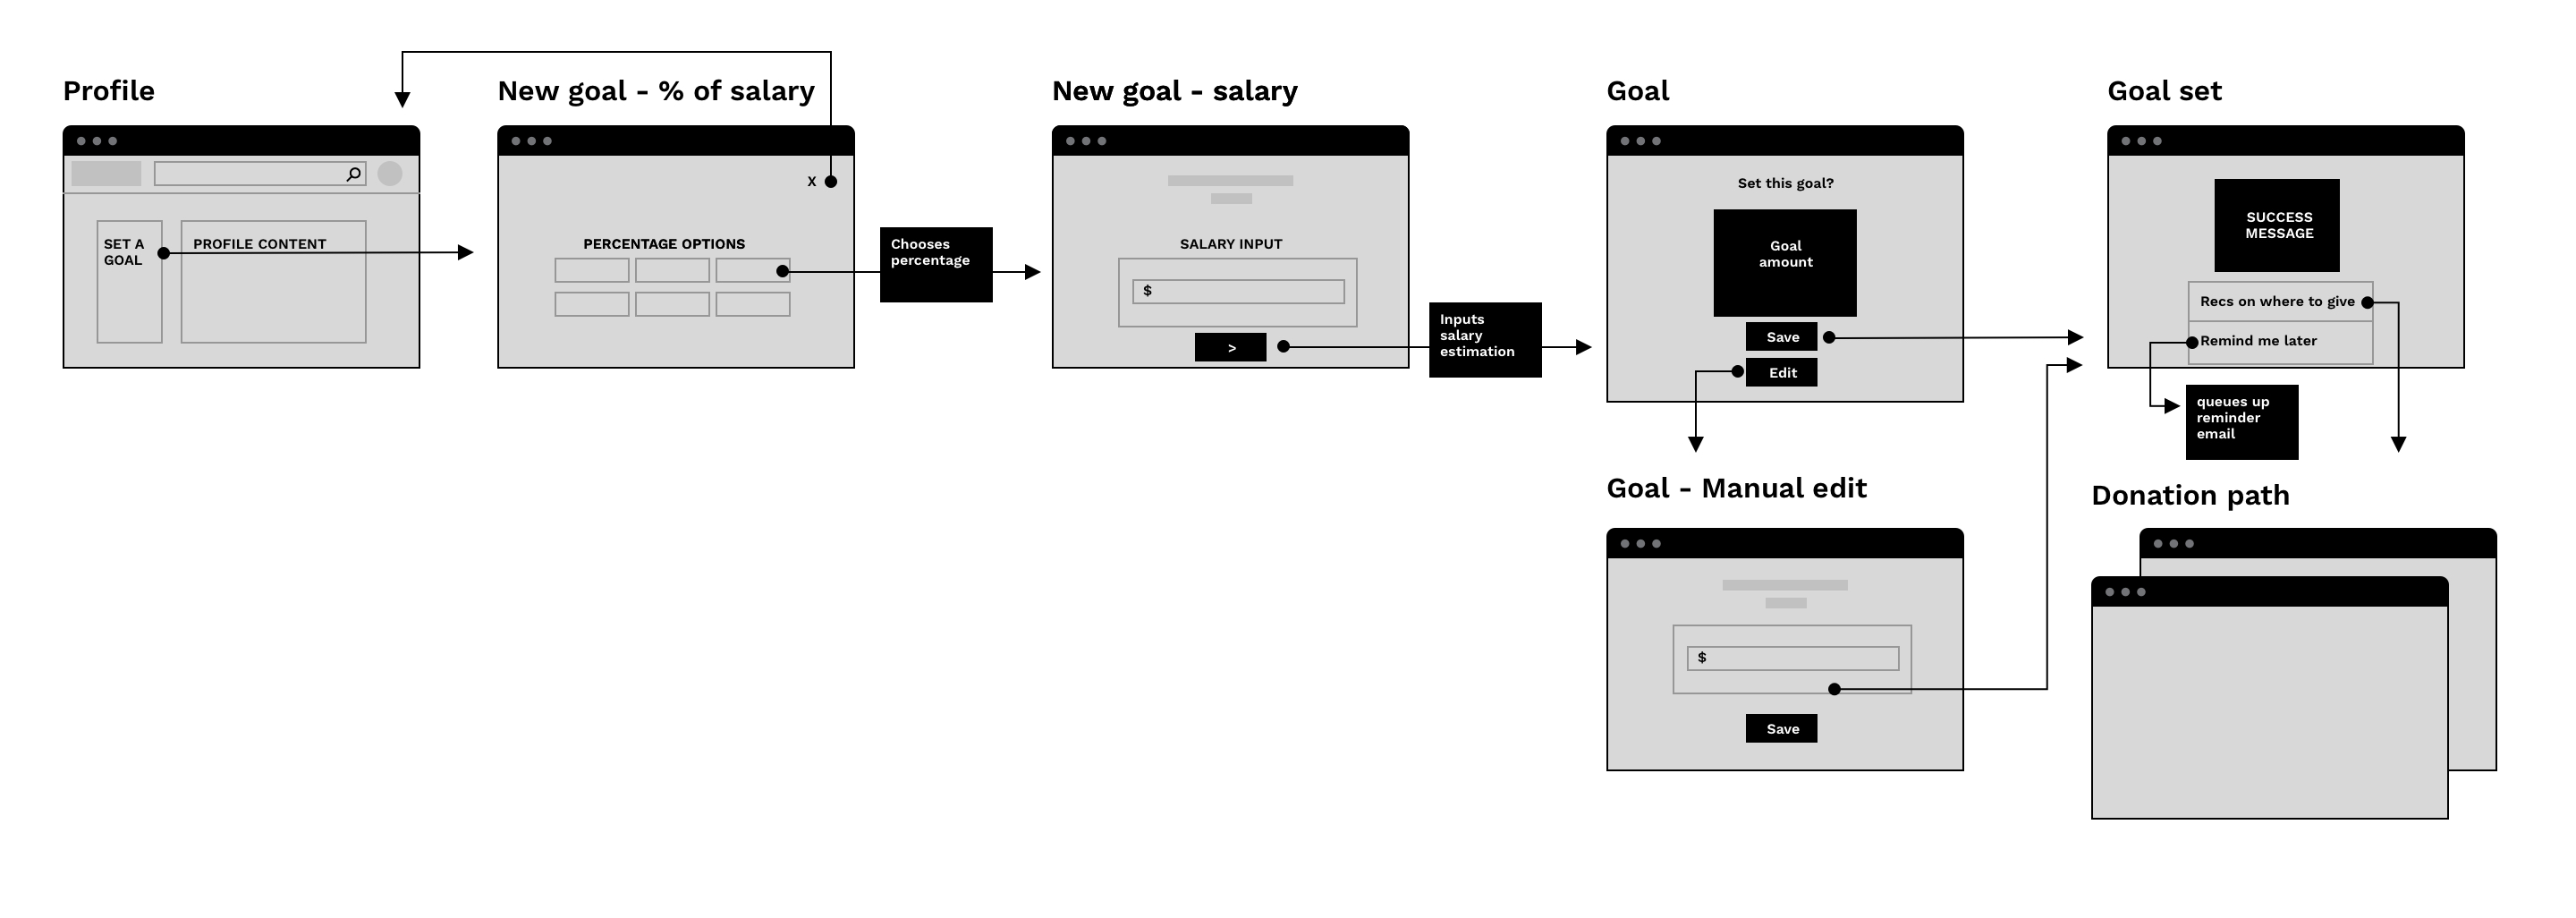 Profile
New goal - % of salary
New goal - salary
Goal
Goal set
SET A
GOAL
PROFILE CONTENT
X
PERCENTAGE OPTIONS
Chooses
percentage
SALARY INPUT
$
>
Inputs
salary
estimation
Set this goal?
Goal
amount
Save
Edit
SUCCESS
MESSAGE
Recs on where to give
Remind me later
queues up
reminder
email
Goal - Manual edit
$
Save
Donation path